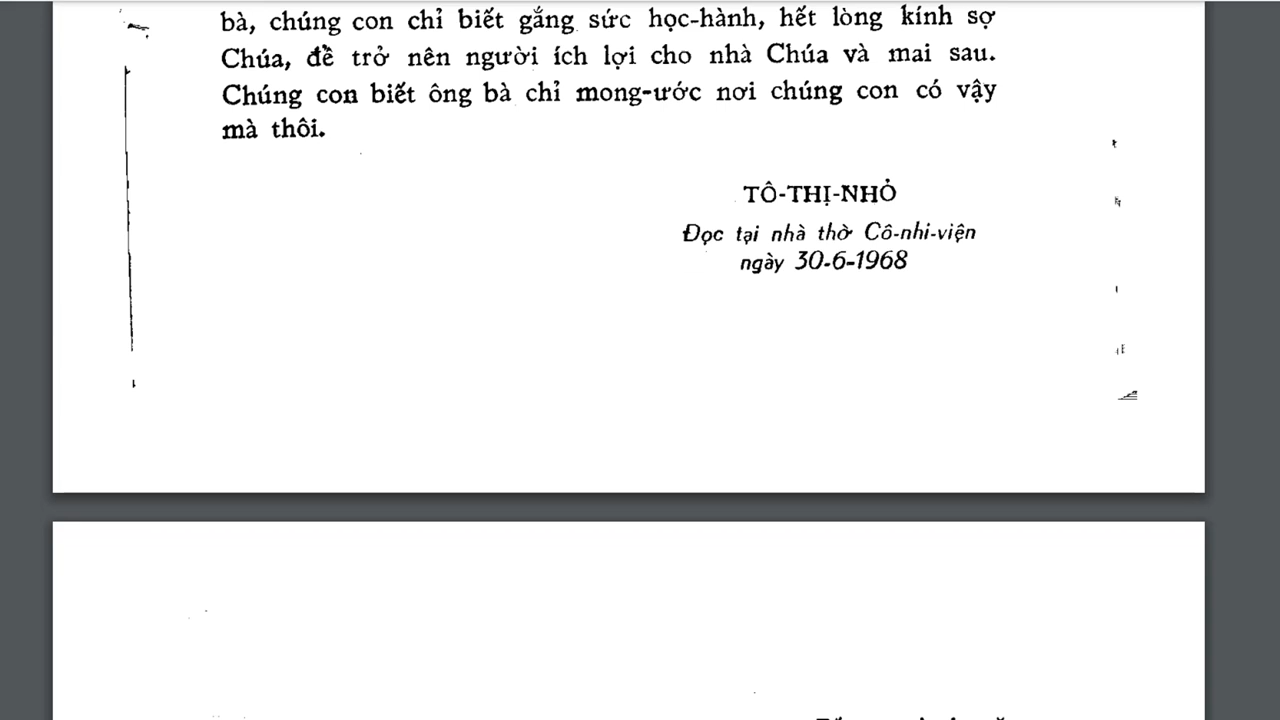 bà, chúng con chỉ biết gắng sức học-hành, hết lòng kính sợ
Chúa, để trở nên người ích lợi cho nhà Chúa và mai sau.
Chúng con biết ông bà chỉ mong-ước nơi chúng con có vậy
mà thôi.
TÔ-THỊ-NHỎ
Đọc tại nhà thờ Cô-nhi-viện
ngày 30-6-1968